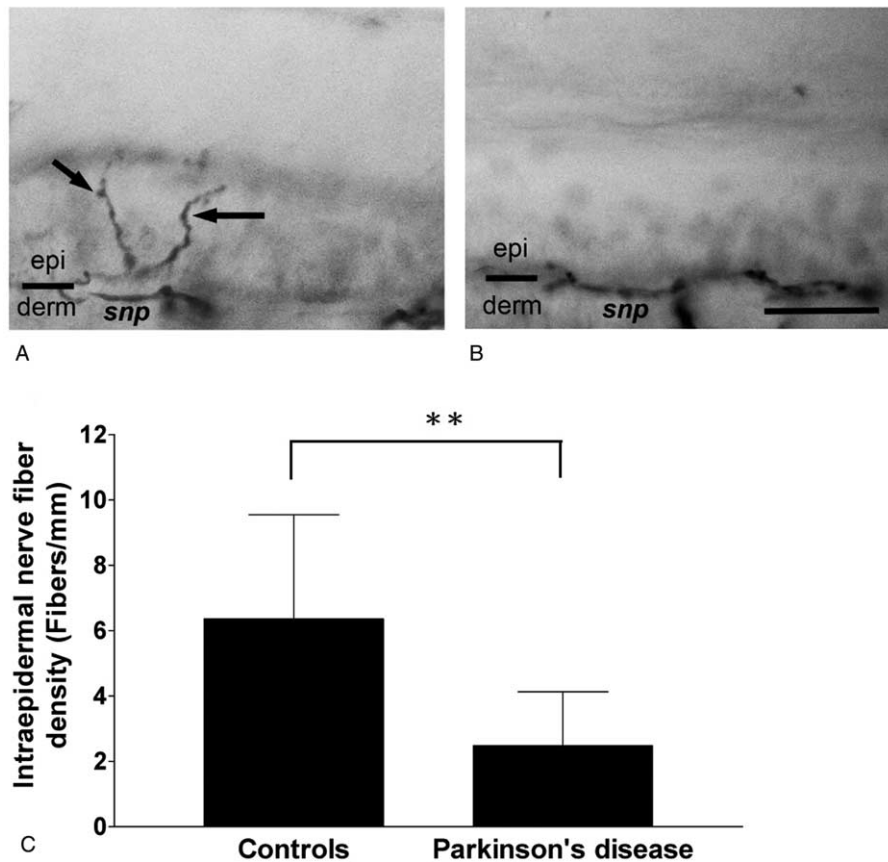 epi
derm
snp
A
epi
derm
snp
B
Intraepidermal nerve fiber
density (Fibers/mm)
12
10
8
6
4
2
0
**
Controls
Parkinson's disease
C